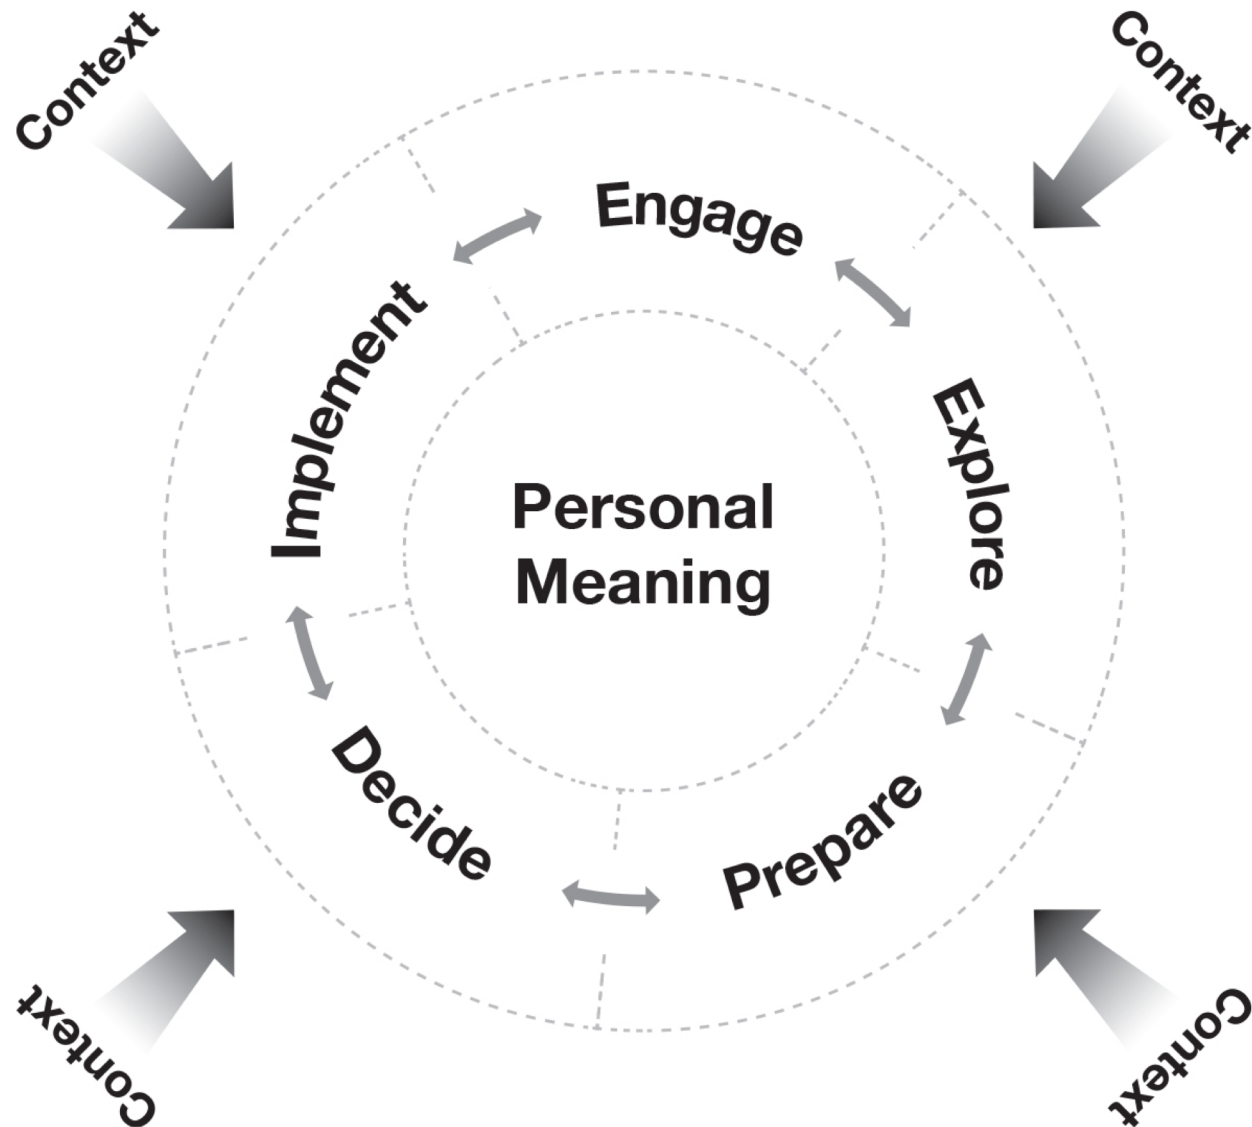 Context
Context
Engage
Implement
Explore
Personal
Meaning
Decide
Prepare
Context
Context